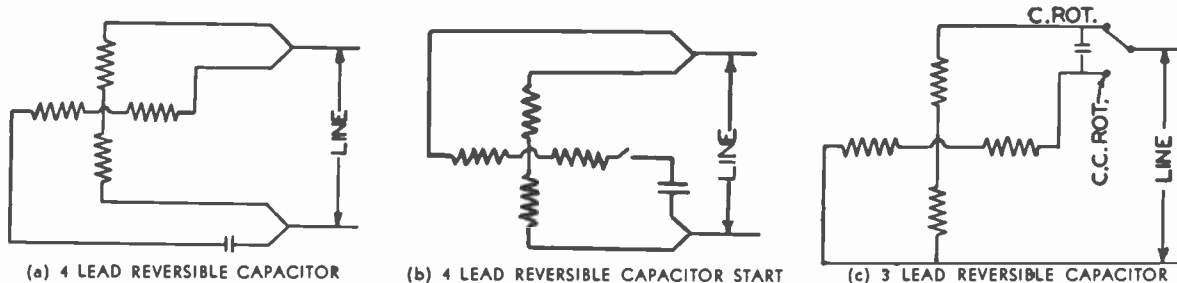 LINE
LINE
C.ROT.
C.C.ROT.
LINE
(a) 4 LEAD REVERSIBLE CAPACITOR
(b) 4 LEAD REVERSIBLE CAPACITOR START
(c) 3 LEAD REVERSIBLE CAPACITOR